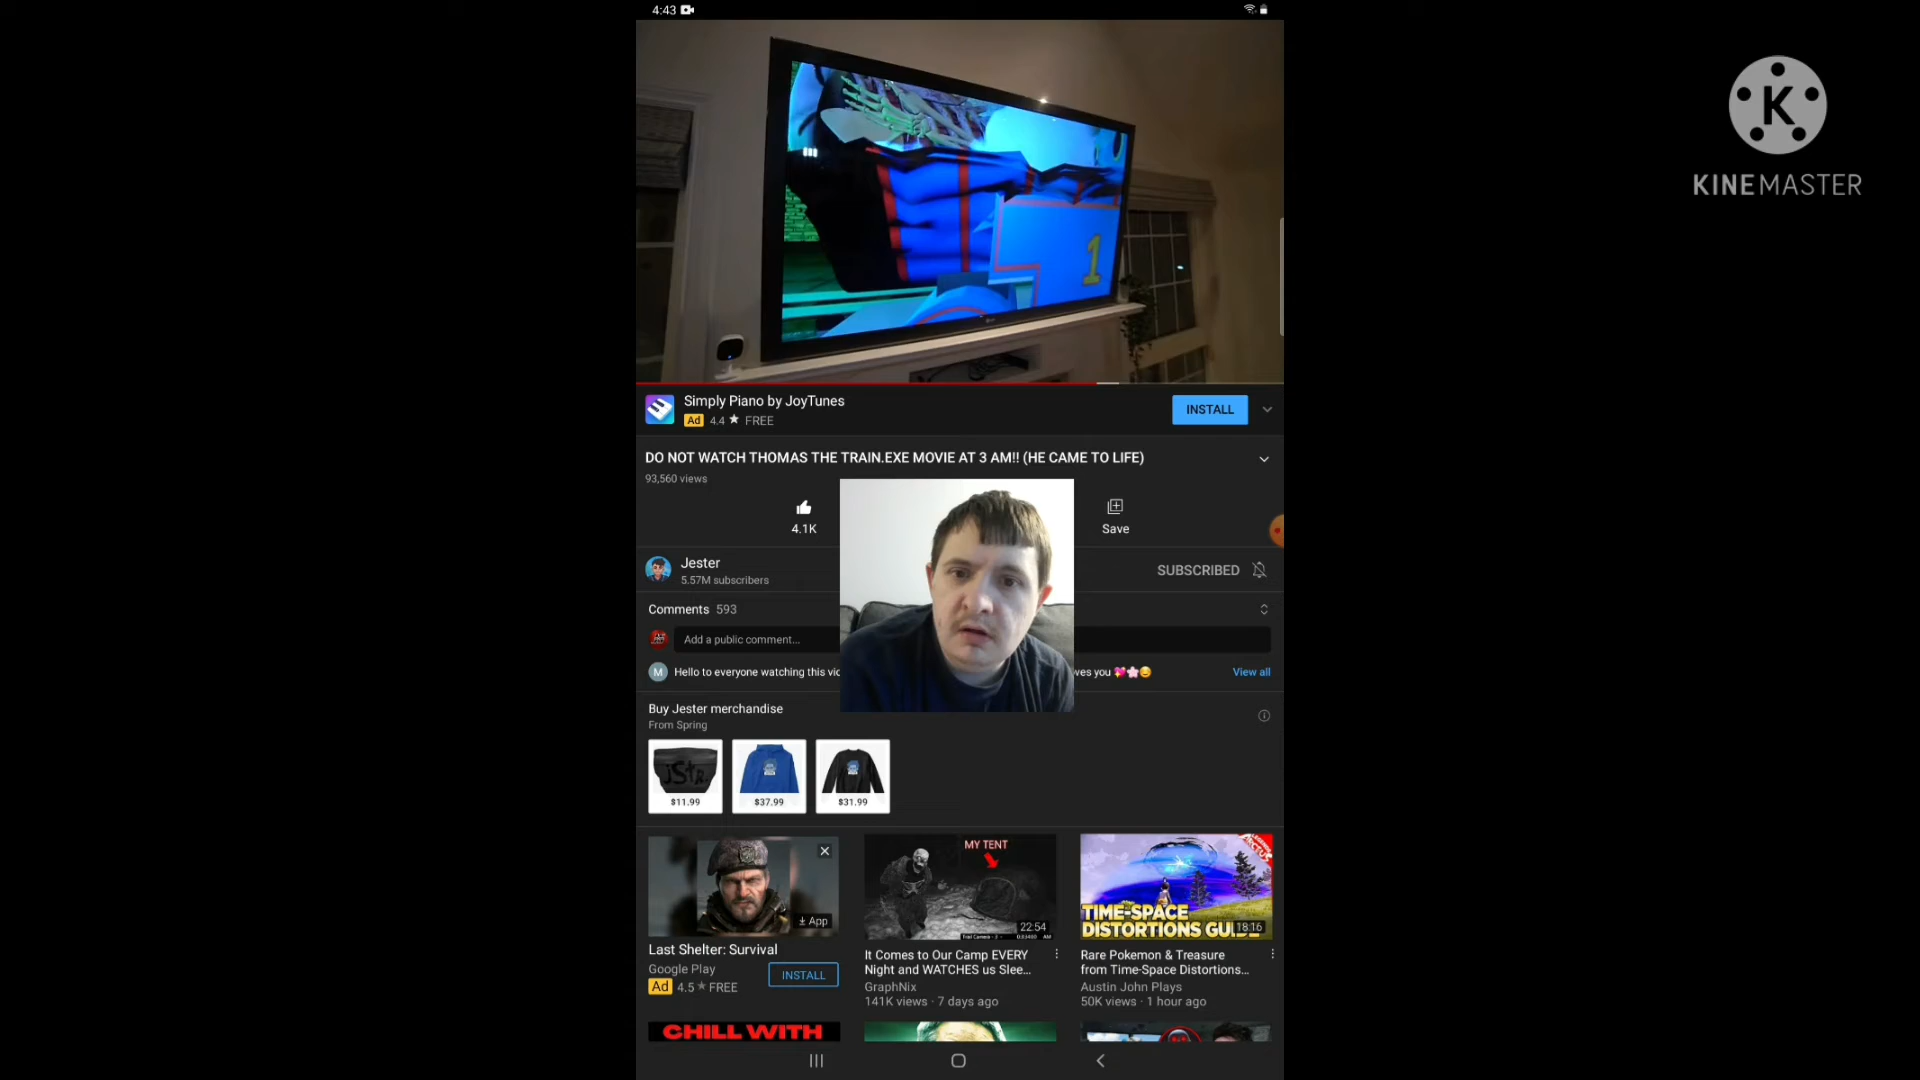 4:43
KINEMASTER
1
Simply Piano by JoyTunes
Ad 4.4 ★ FREE
INSTALL
DO NOT WATCH THOMAS THE TRAIN.EXE MOVIE AT 3 AM!! (HE CAME TO LIFE)
93,560 views
4.1K
Save
Jester
5.57M subscribers
SUBSCRIBED
Comments 593
Add a public comment...
M
Hello to everyone watching this
you 💖🌸😊
View all
Buy Jester merchandise
From Spring
jStr.
$11.99
$37.99
$31.99
App
Last Shelter: Survival
Google Play
Ad 4.5 ★ FREE
INSTALL
MY TENT
22:54
It Comes to Our Camp EVERY
Night and WATCHES us Slee...
GraphNix
141K views · 7 days ago
TIME-SPACE
DISTORTIONS
18:16
Rare Pokemon & Treasure
from Time-Space Distortions...
Austin John Plays
50K views · 1 hour ago
CHILL WITH